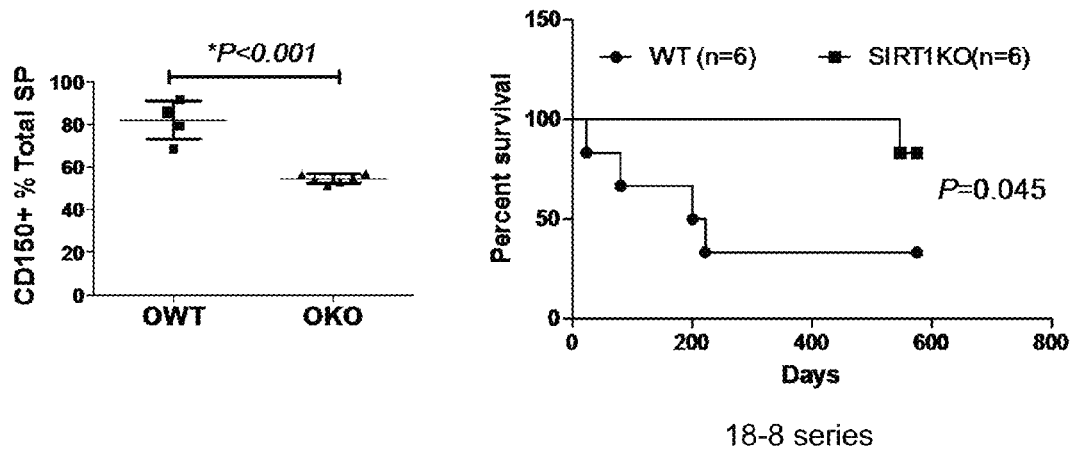 *P<0.001
CD150+ % Total SP
100
80
60
40
20
0
OWT OKO
150
100
50
0
Percent survival
WT (n=6) SIRT1KO(n=6)
P=0.045
0 200 400 600 800
Days
18-8 series